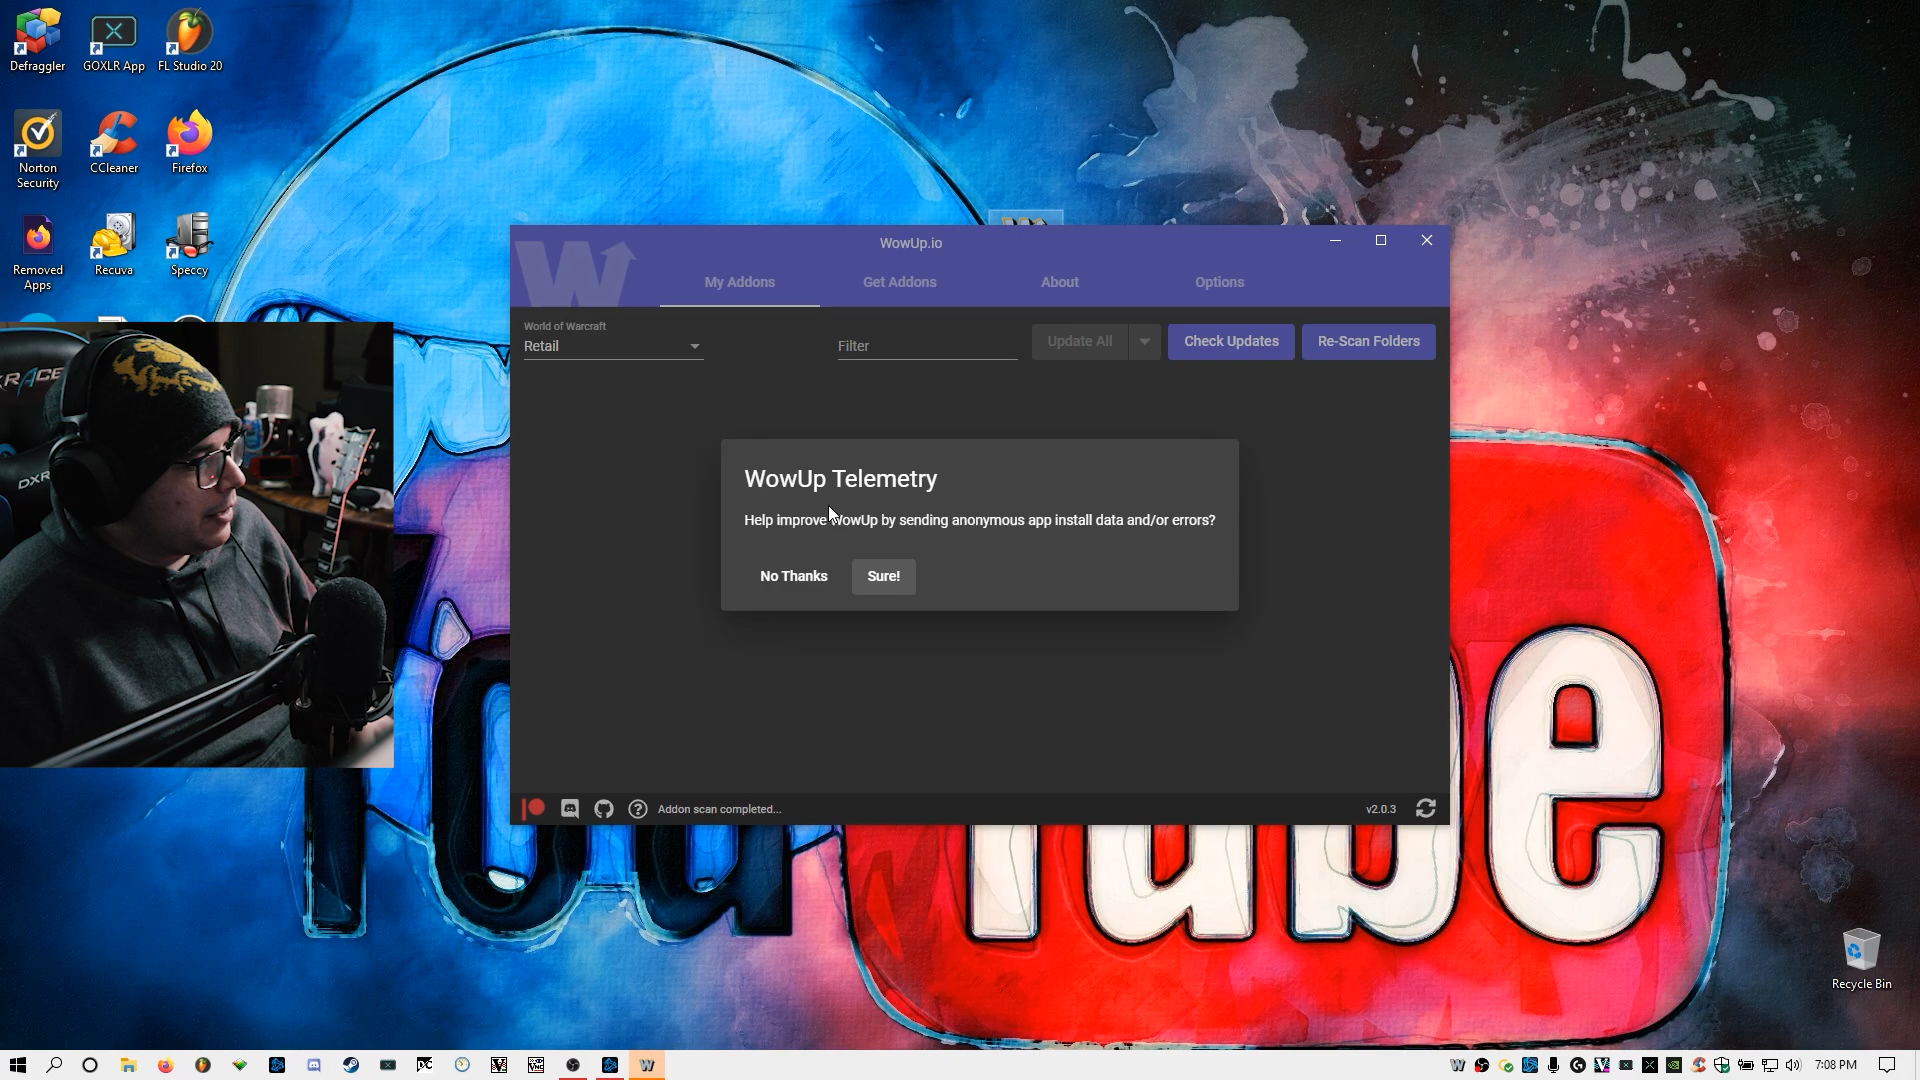 Defraggler
GOXLR App
FL Studio 20
Norton
Security
CCleaner
Firefox
Removed
Apps
Recuva
Speccy
WowUp.io
My Addons
Get Addons
About
Options
World of Warcraft
Retail
Filter
Update All
Check Updates
Re-Scan Folders
WowUp Telemetry
Help improve WowUp by sending anonymous app install data and/or errors?
No Thanks
Sure!
Addon scan completed...
v2.0.3
Recycle Bin
7:08 PM